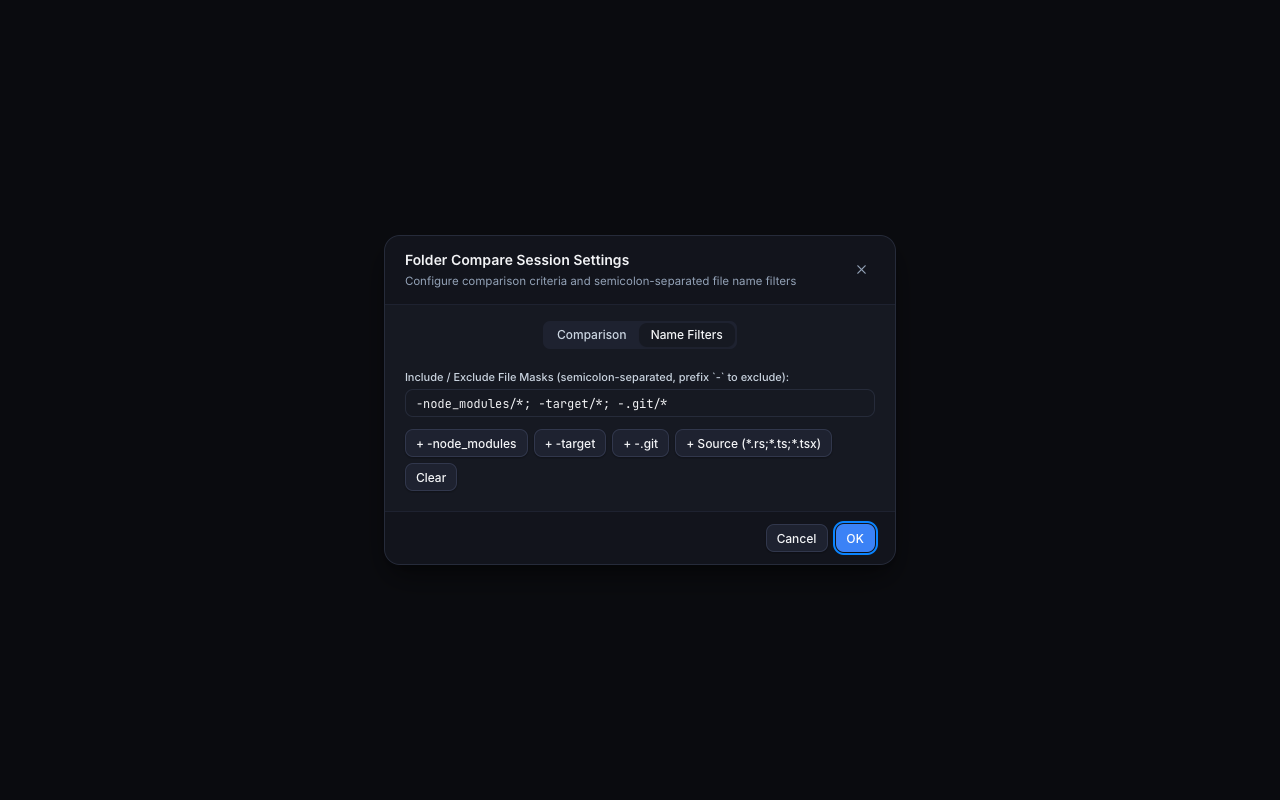 Folder Compare Session Settings
Configure comparison criteria and semicolon-separated file name filters
Comparison
Name Filters
Include / Exclude File Masks (semicolon-separated, prefix `-` to exclude):
-node_modules/*; -target/*; -.git/*
+ -node_modules
+ -target
+ -.git
+ Source (*.rs;*.ts;*.tsx)
Clear
Cancel
OK